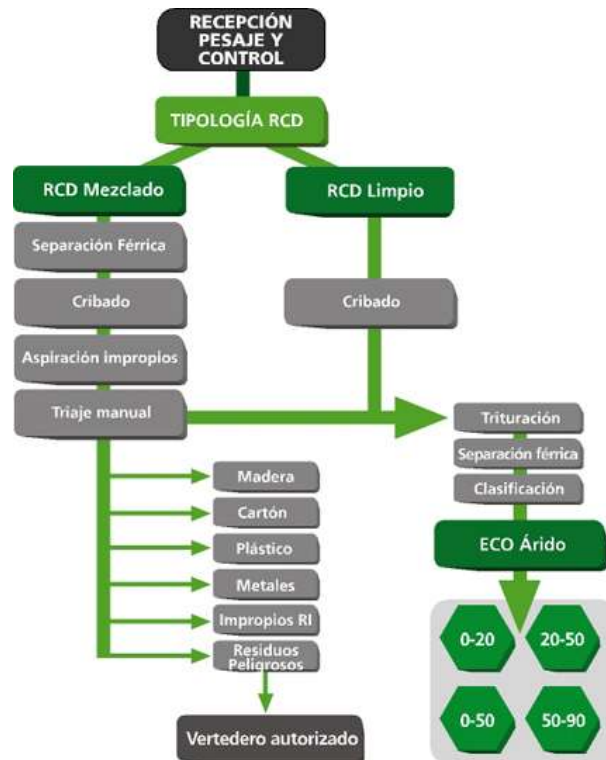 RECEPCIÓN
PESAJE Y
CONTROL
TIPOLOGÍA RCD
RCD Mezclado
RCD Limpio
Separación Férrica
Cribado
Cribado
Aspiración impropios
Triaje manual
Trituración
Separación férrica
Clasificación
ECO Árido
Madera
Cartón
Plástico
Metales
Impropios RI
Residuos
Peligrosos
Vertedero autorizado
0-20
20-50
0-50
50-90